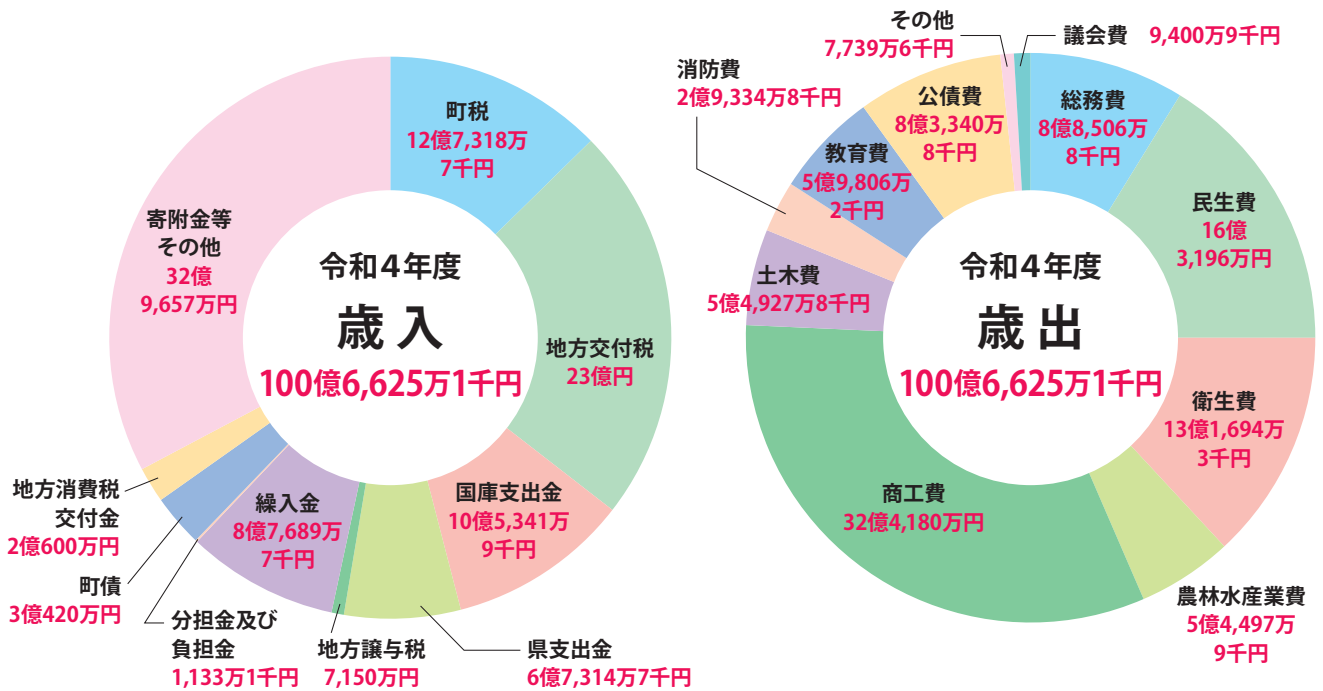 町税
12億7,318万
7千円
地方交付税
23億円
国庫支出金
10億5,341万
9千円
県支出金
6億7,314万7千円
地方譲与税
7,150万円
繰入金
8億7,689万
7千円
分担金及び
負担金
1,133万1千円
町債
3億420万円
地方消費税
交付金
2億600万円
寄附金等
その他
32億
9,657万円
令和4年度
歳入
100億6,625万1千円
議会費 9,400万9千円
総務費
8億8,506万
8千円
民生費
16億
3,196万円
衛生費
13億1,694万
3千円
農林水産業費
5億4,497万
9千円
商工費
32億4,180万円
土木費
5億4,927万8千円
消防費
2億9,334万8千円
教育費
5億9,806万
2千円
公債費
8億3,340万
8千円
その他
7,739万6千円
令和4年度
歳出
100億6,625万1千円